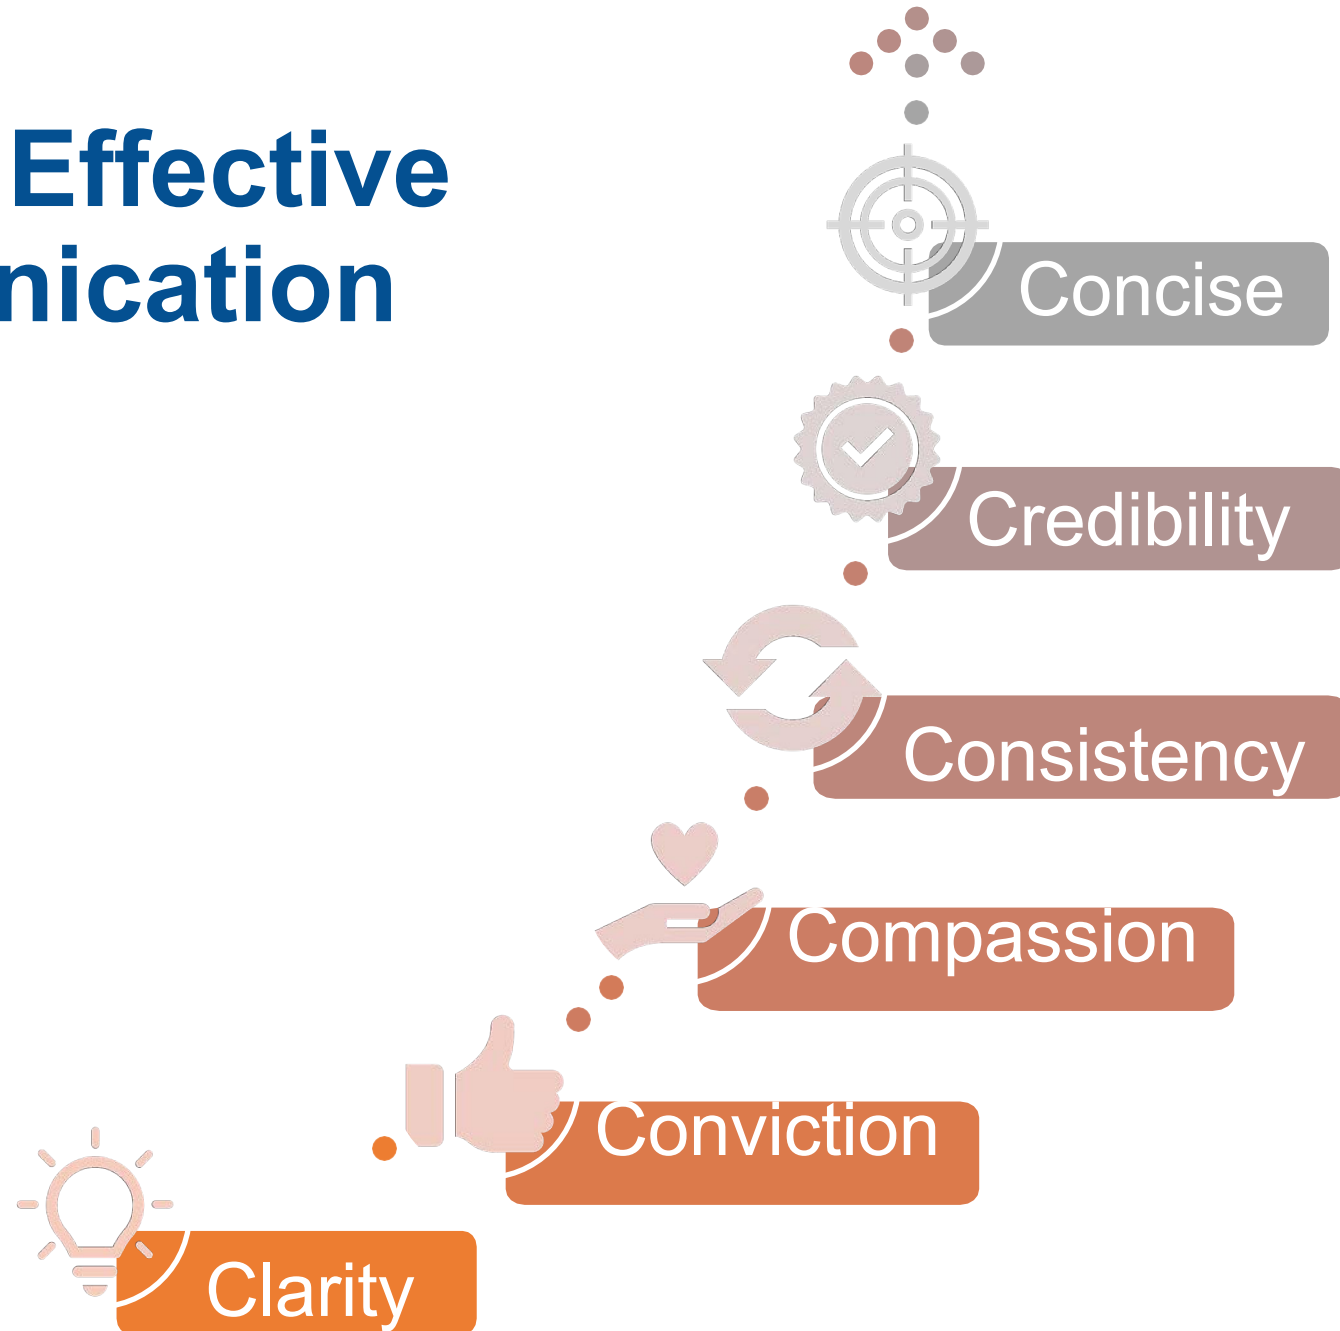 Effective
nication
Concise
Credibility
Consistency
Compassion
Conviction
Clarity